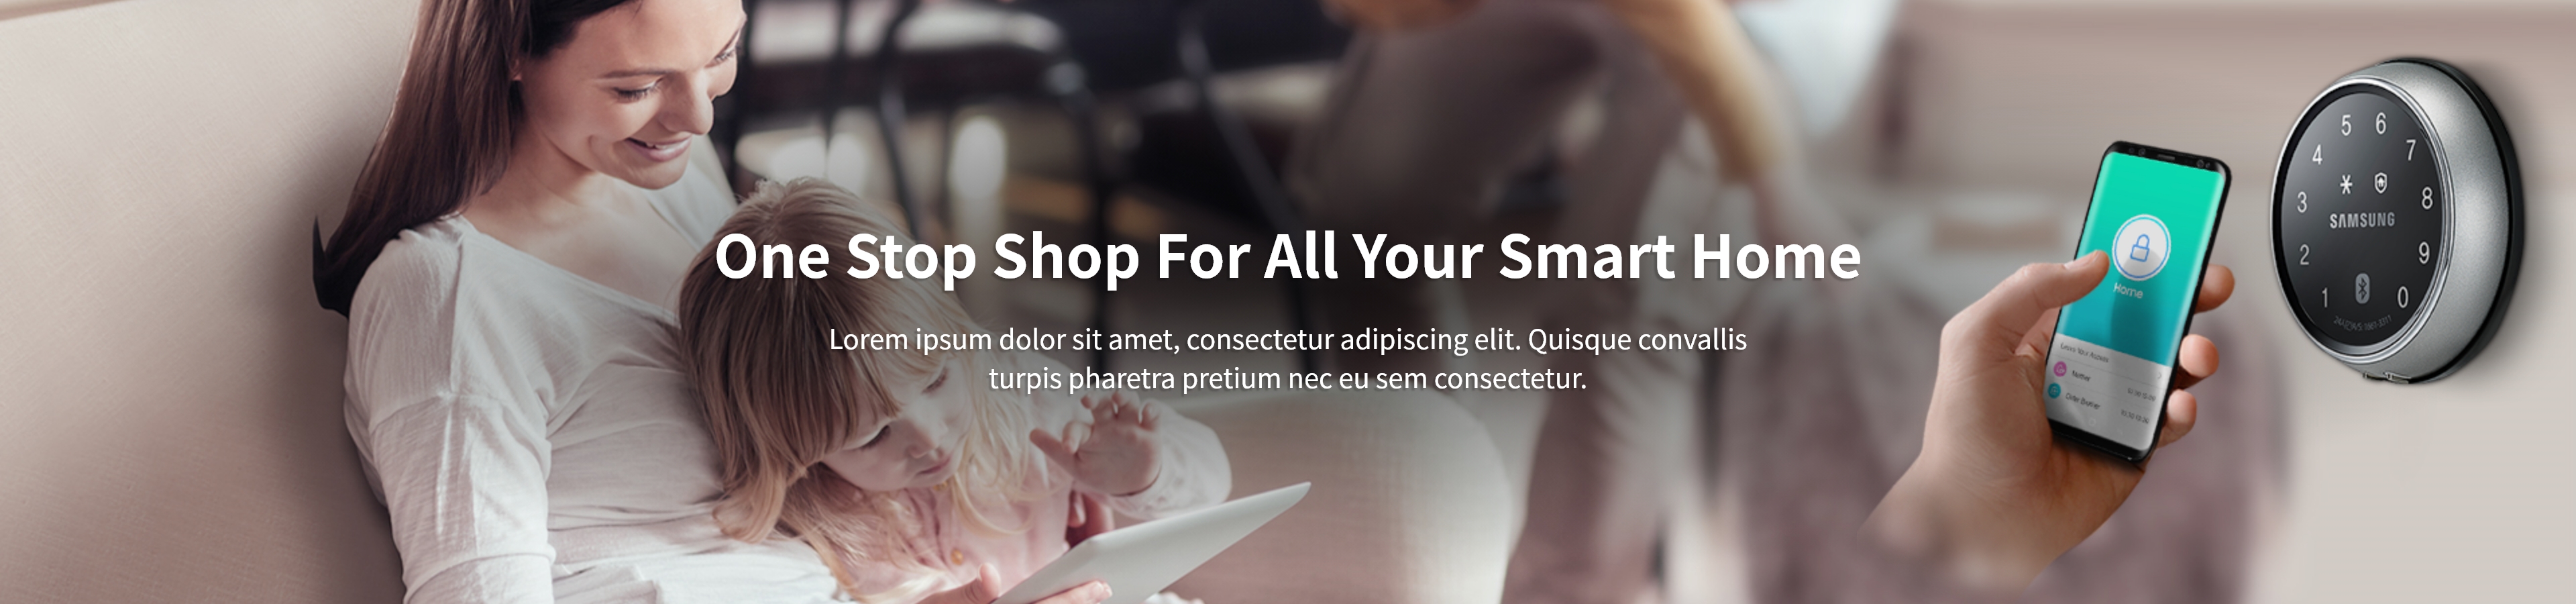 One Stop Shop For All Your Smart Home
Lorem ipsum dolor sit amet, consectetur adipiscing elit. Quisque convallis
turpis pharetra pretium nec eu sem consectetur.
5 6
4 7
3 8
SAMSUNG
2 9
1 0
Home